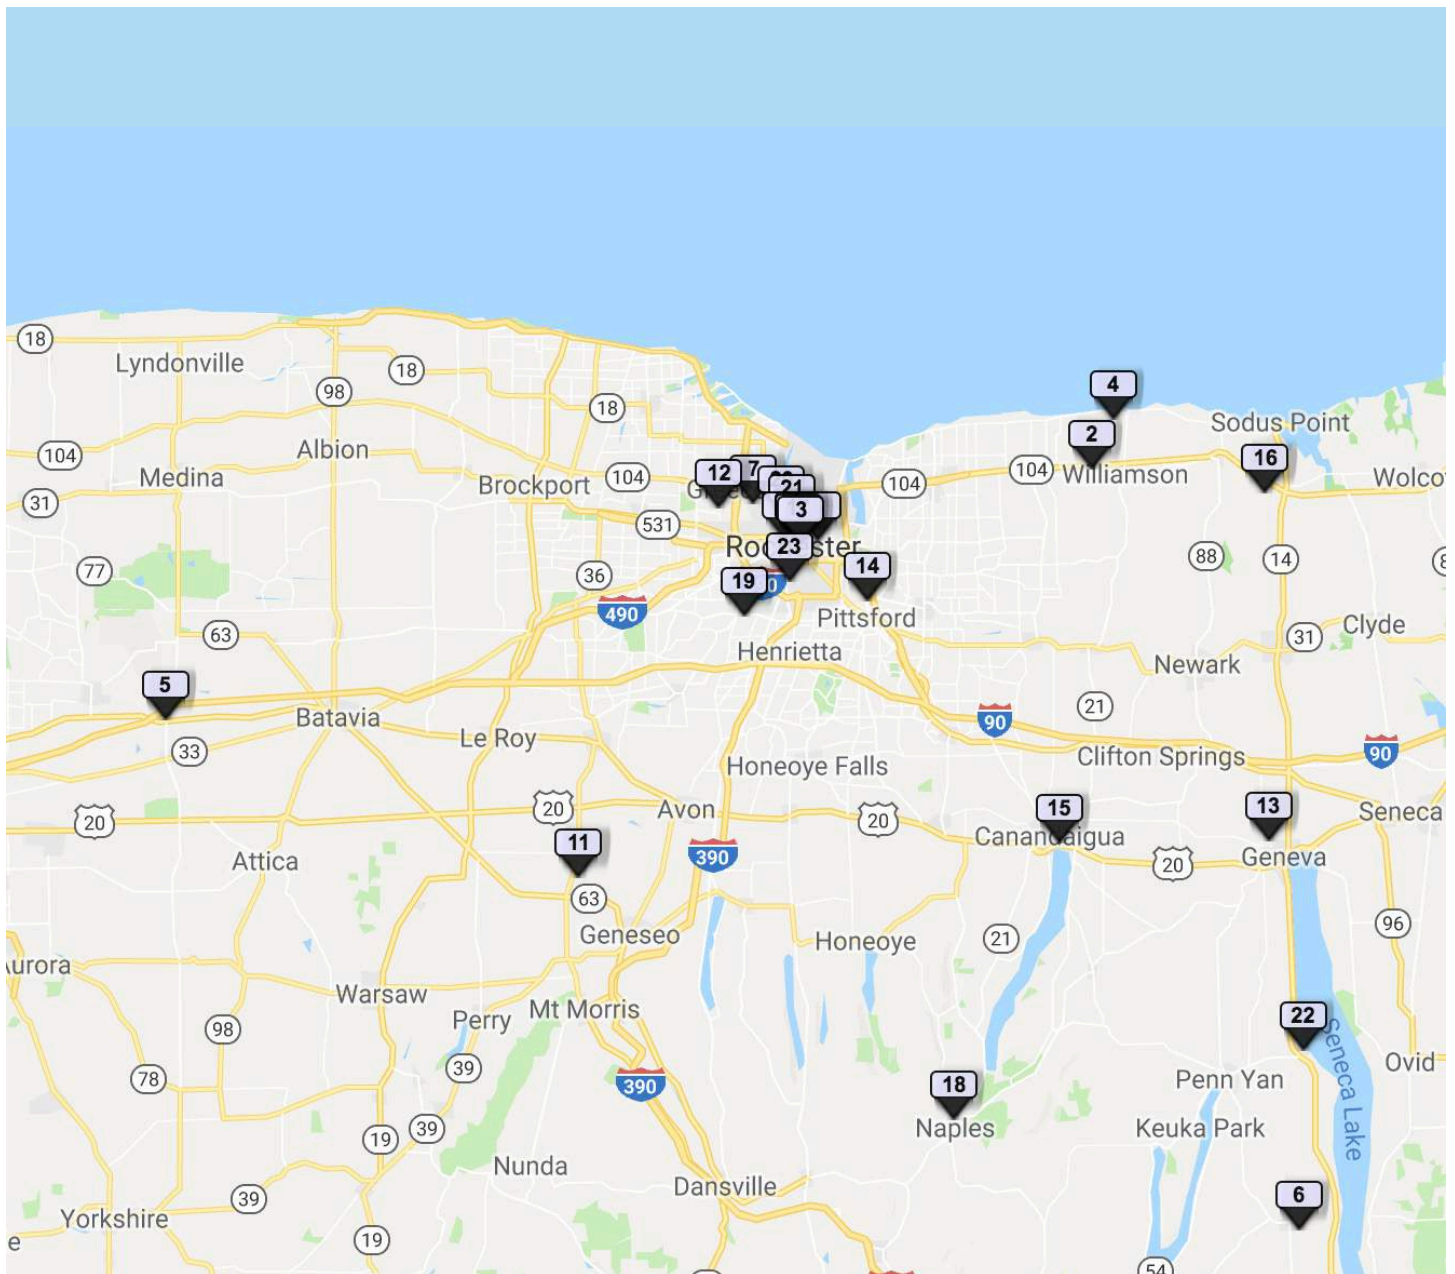 18
Lyndonville
18
98
18
4
Sodus Point
104
Albion
2
16
Medina
Brockport
104
12
7
104
104
Williamson
Wolco
31
21
3
531
Ro
ster
23
88
14
77
36
19
0
14
490
Pittsford
63
31
Clyde
Henrietta
Newark
5
Batavia
21
90
33
Le Roy
Honeoye Falls
Clifton Springs
90
20
20
Avon
20
15
13
Seneca
11
Canandaigua
Attica
390
20
Geneva
63
96
Geneseo
Honeoye
21
urora
Warsaw
Perry
Mt Morris
22
98
Seneca Lake
78
39
390
18
Penn Yan
Ovid
39
19
Naples
Keuka Park
Nunda
39
Dansville
6
Yorkshire
e
19
54